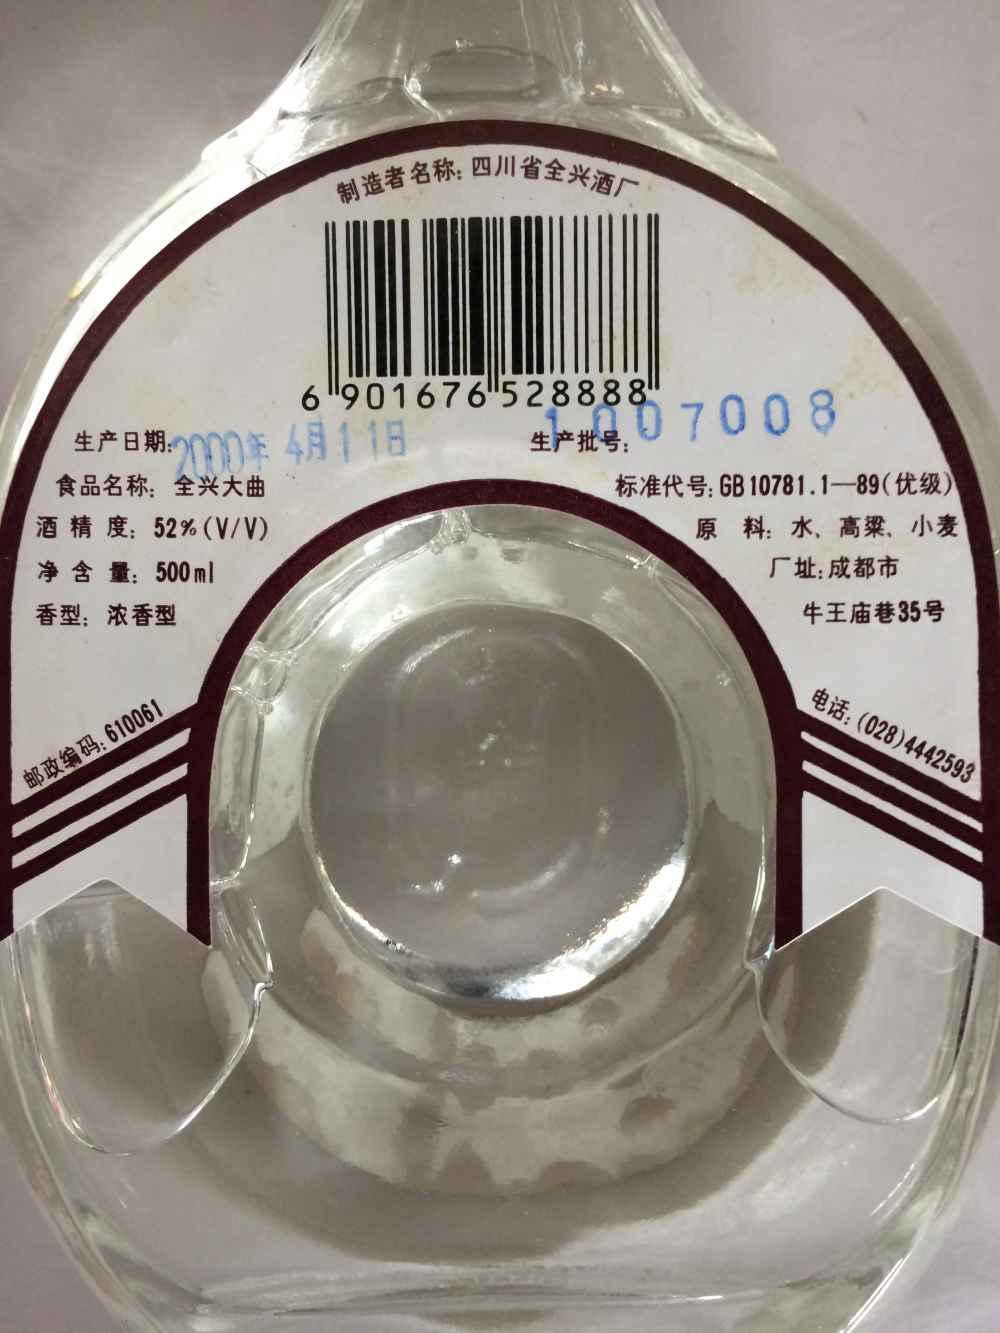 制造者名称：四川省全兴酒厂
6 901676 528888
生产日期：2000年4月11日
生产批号：1007008
食品名称：全兴大曲
标准代号：GB10781.1—89（优级）
酒精度：52%（V/V）
原料：水、高粱、小麦
净含量：500ml
厂址：成都市
香型：浓香型
牛王庙巷35号
邮政编码：610061
电话：（028）4442593